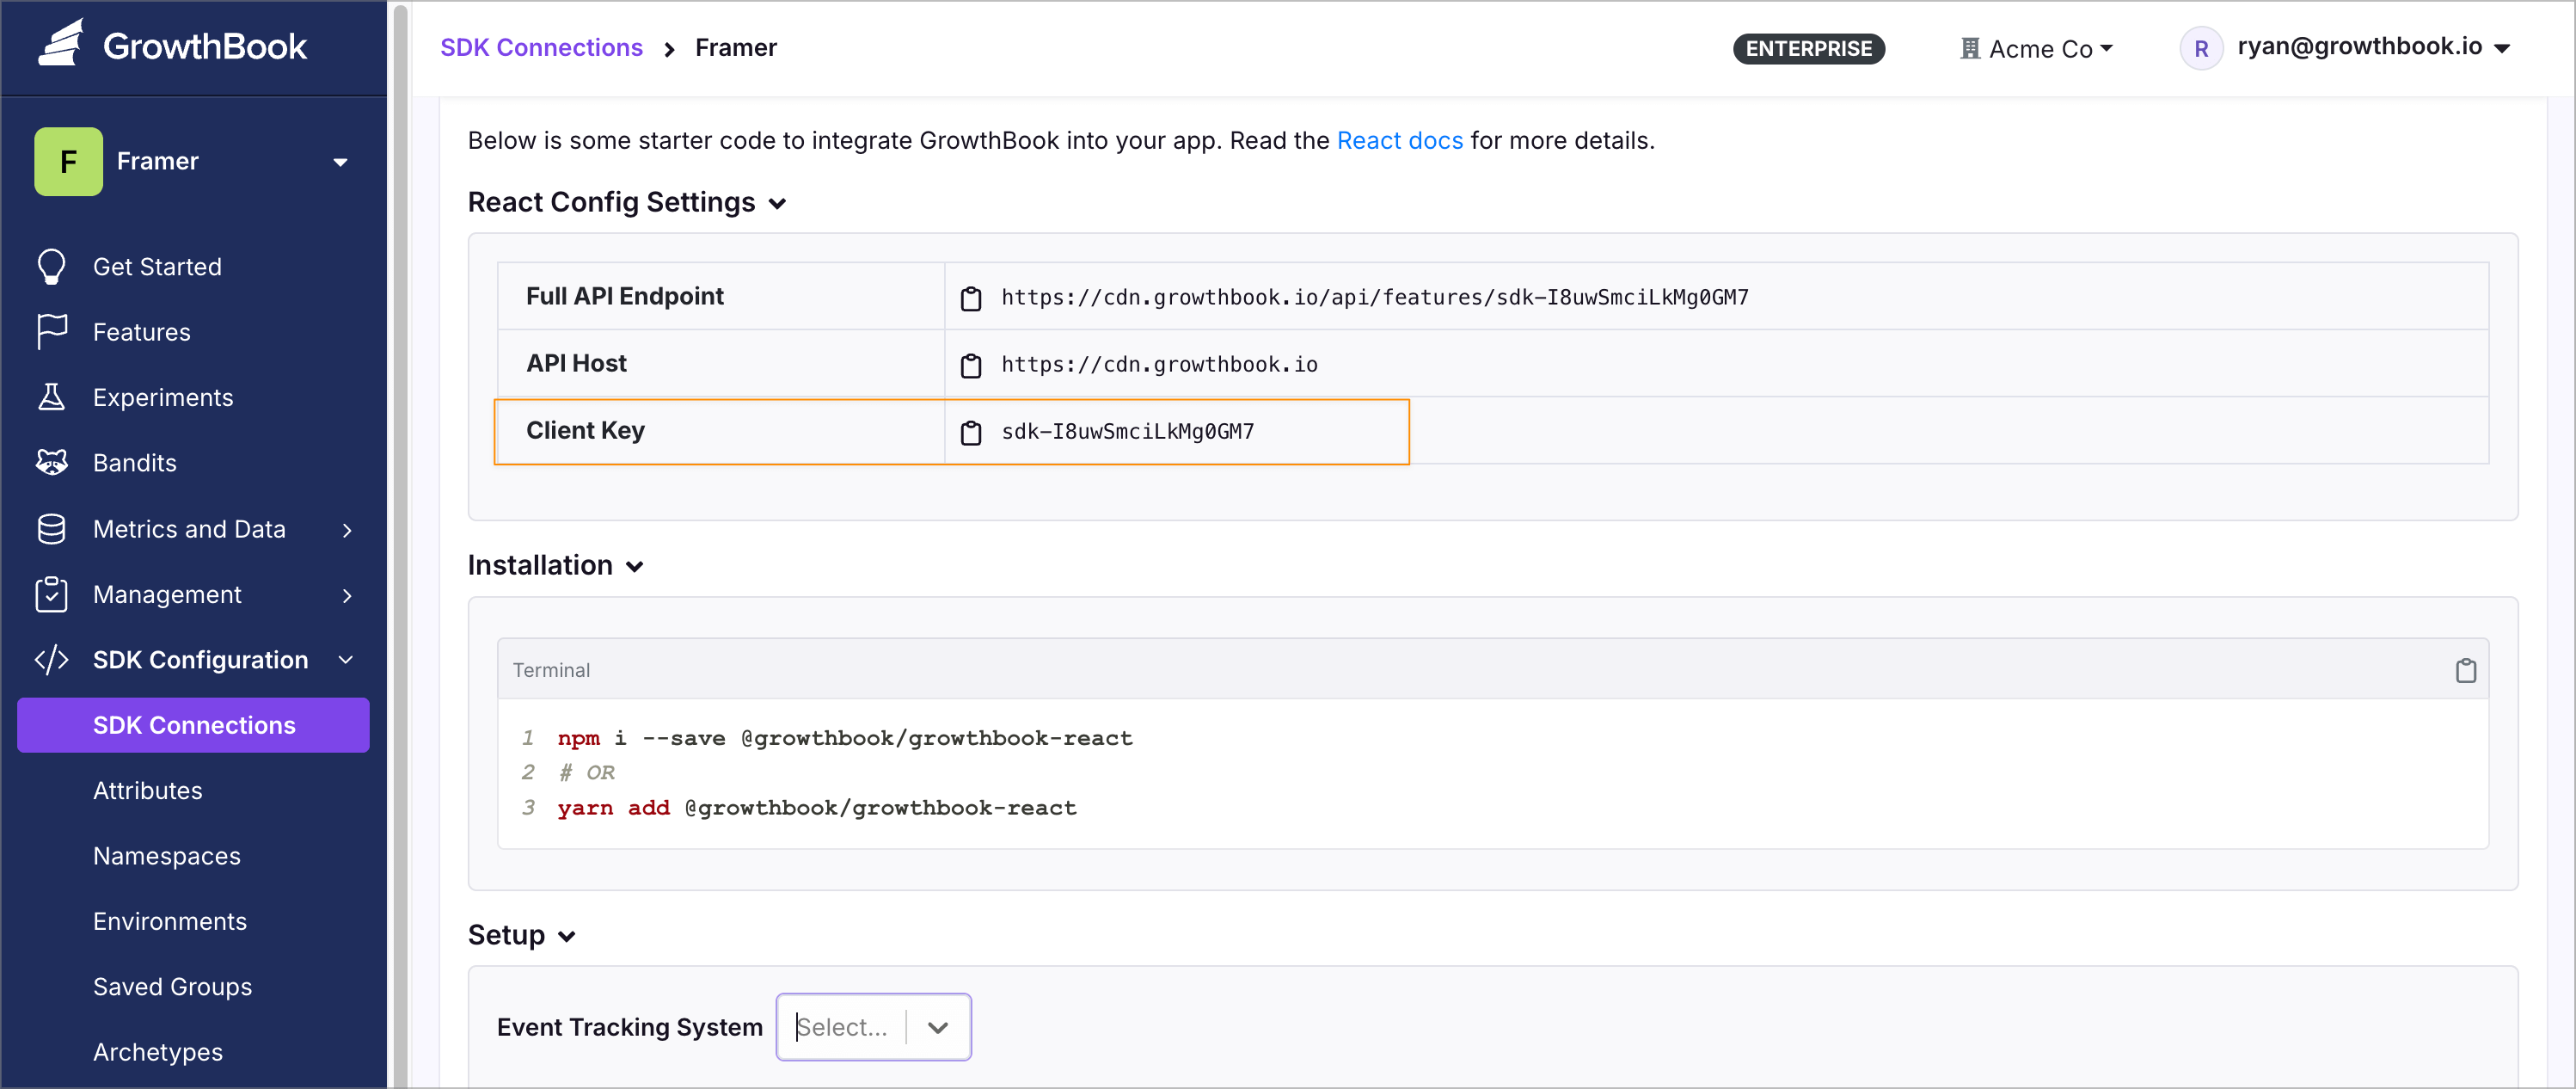 GrowthBook
SDK Connections > Framer
ENTERPRISE
Acme Co
R
ryan@growthbook.io
F
Framer
Get Started
Features
Experiments
Bandits
Metrics and Data
Management
SDK Configuration
SDK Connections
Attributes
Namespaces
Environments
Saved Groups
Archetypes
Below is some starter code to integrate GrowthBook into your app. Read the React docs for more details.
React Config Settings
Full API Endpoint https://cdn.growthbook.io/api/features/sdk-I8uwSmciLkMg0GM7
API Host https://cdn.growthbook.io
Client Key sdk-I8uwSmciLkMg0GM7
Installation
Terminal
1 npm i --save @growthbook/growthbook-react
2 # OR
3 yarn add @growthbook/growthbook-react
Setup
Event Tracking System Select...